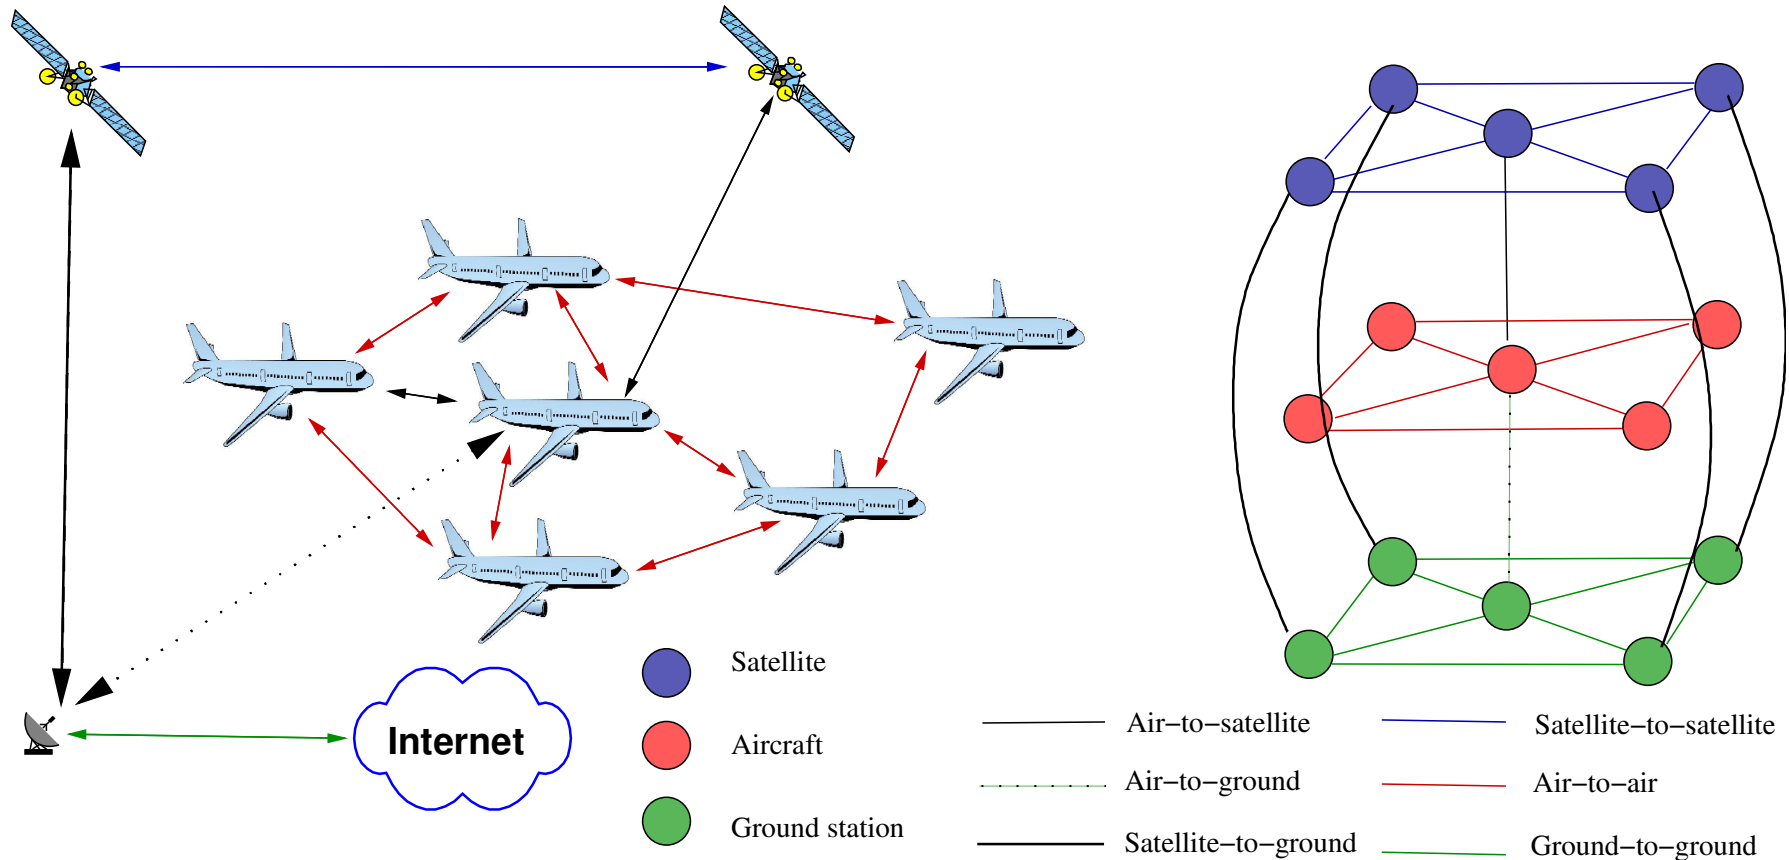 Internet
Satellite
Aircraft
Ground station
Air−to−satellite
Air−to−ground
Satellite−to−ground
Satellite−to−satellite
Air−to−air
Ground−to−ground